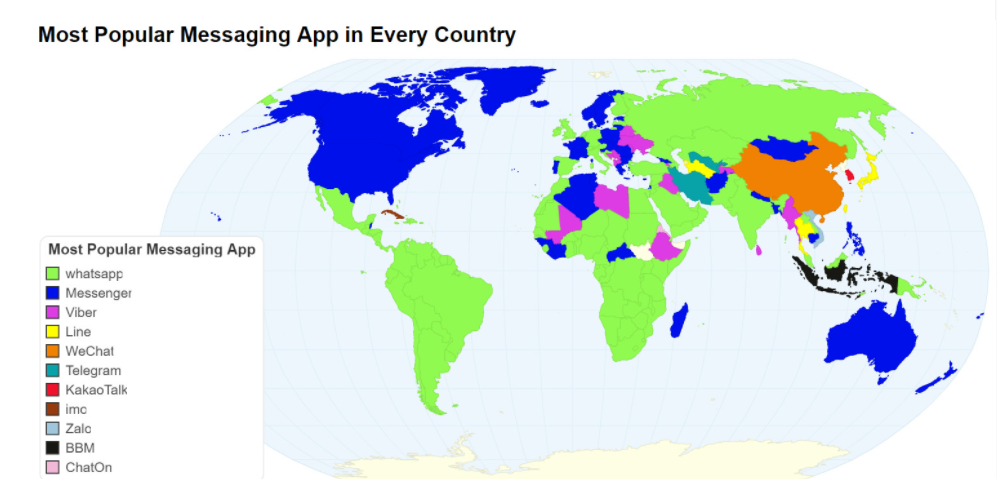 Most Popular Messaging App in Every Country
Most Popular Messaging App
whatsapp
Messenger
Viber
Line
WeChat
Telegram
KakaoTalk
imo
Zalo
BBM
ChatOn